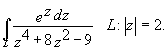 ∫_L e^z dz / (z^4+8z^2−9)   L: |z| = 2.